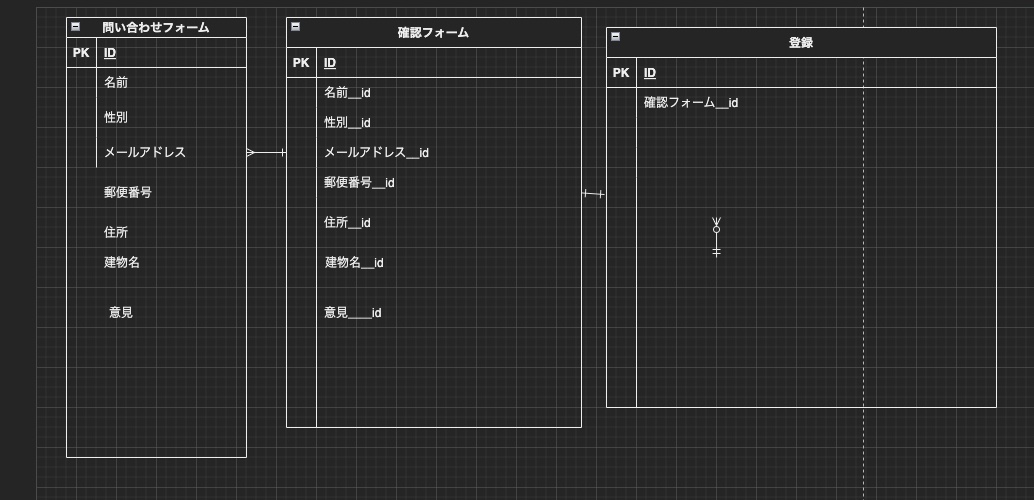 問い合わせフォーム
PK ID
名前
性別
メールアドレス
郵便番号
住所
建物名
意見
確認フォーム
PK ID
名前__id
性別__id
メールアドレス__id
郵便番号__id
住所__id
建物名__id
意見____id
登録
PK ID
確認フォーム__id